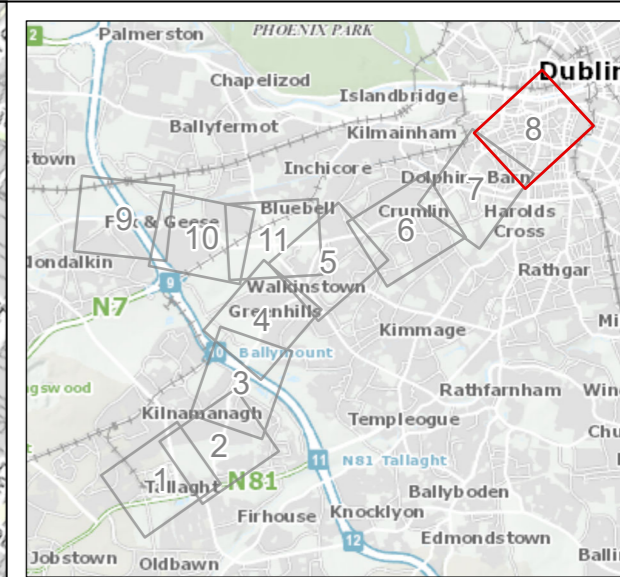 2
Palmerston
PHOENIX PARK
Dublin
Chapelizod
Islandbridge
Ballyfermot
Kilmainham
8
Inchicore
Dolphin Barn
7
Bluebell
Crumlin
Harolds
Cross
9
Fox & Geese
10
11
6
5
Rathgar
9
Walkinstown
N7
4
Greenhills
Kimmage
10
Ballymount
3
Rathfarnham
Kilnamanagh
Templeogue
2
11
N81 Tallaght
1
Tallaght
N81
Ballyboden
Firhouse
Knocklyon
12
Edmondstown
Jobstown
Oldbawn